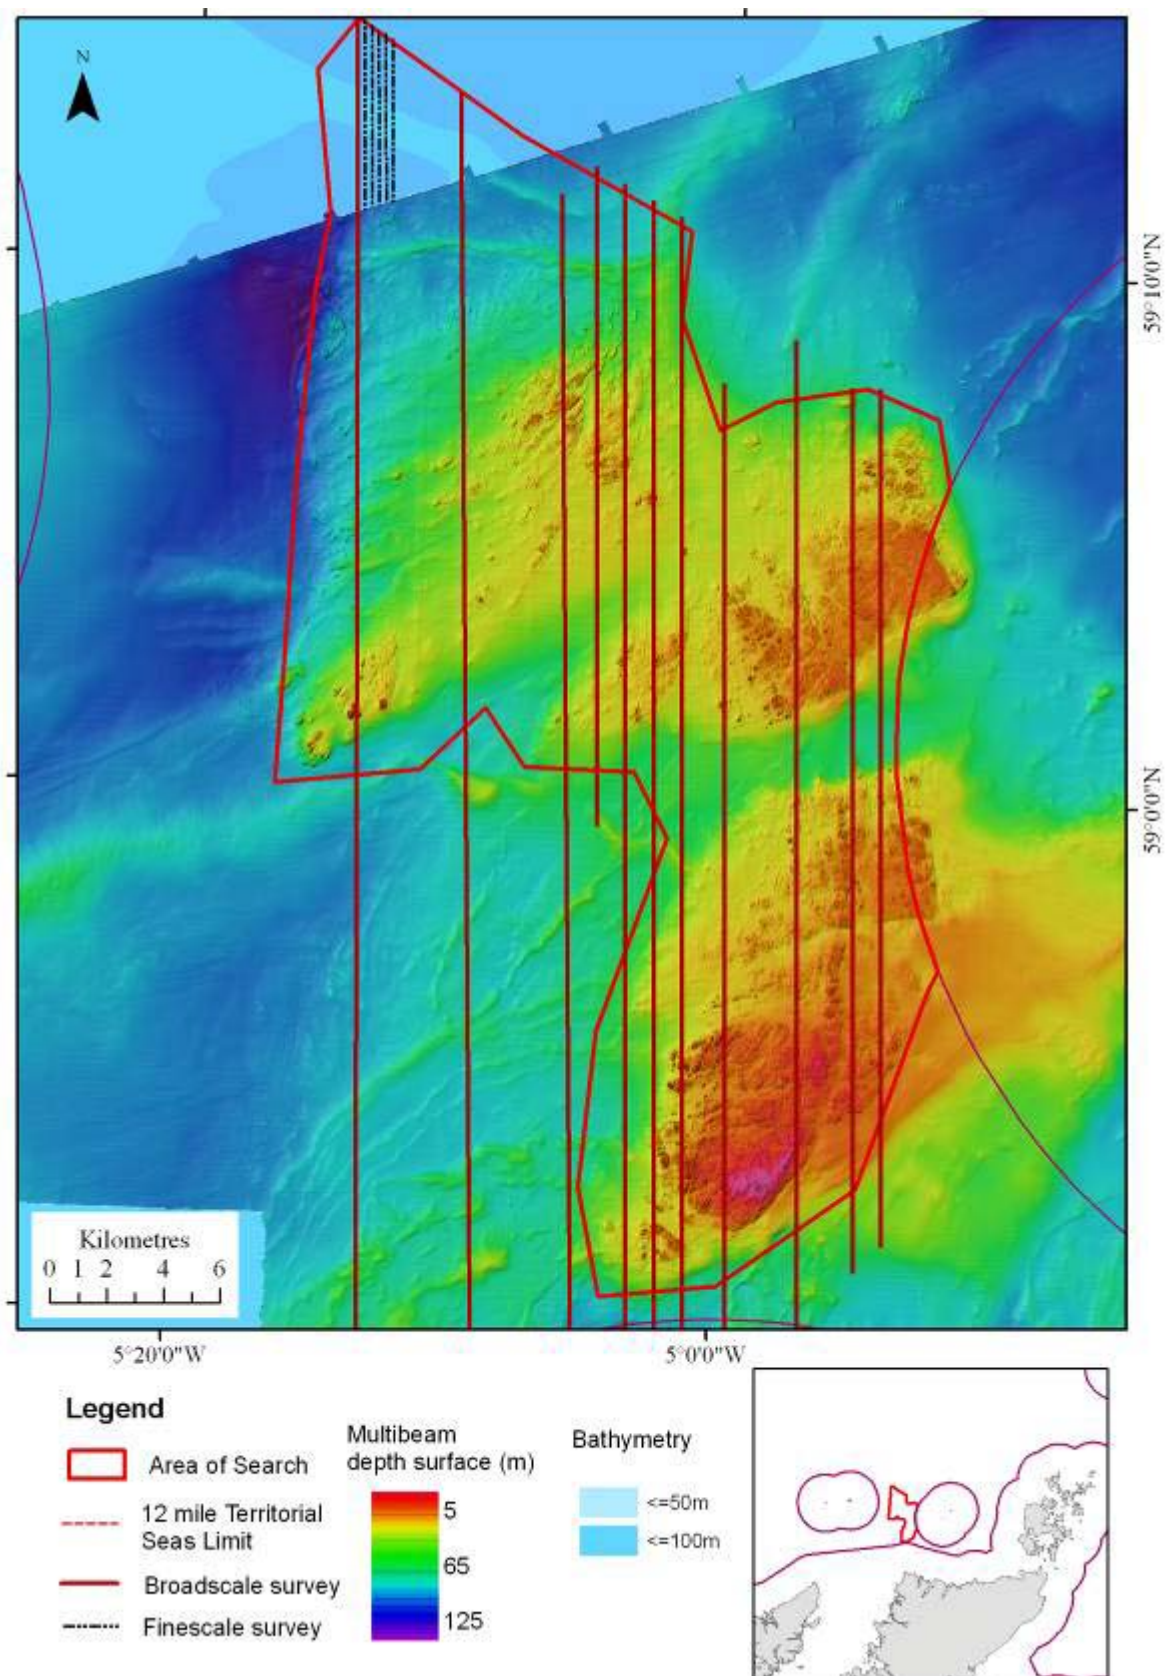 N
59°10'0"N
59°0'0"N
Kilometres
0 1 2 4 6
5°20'0"W
5°0'0"W
Legend
Area of Search
12 mile Territorial
Seas Limit
Broadscale survey
Finescale survey
Multibeam
depth surface (m)
5
65
125
Bathymetry
<=50m
<=100m